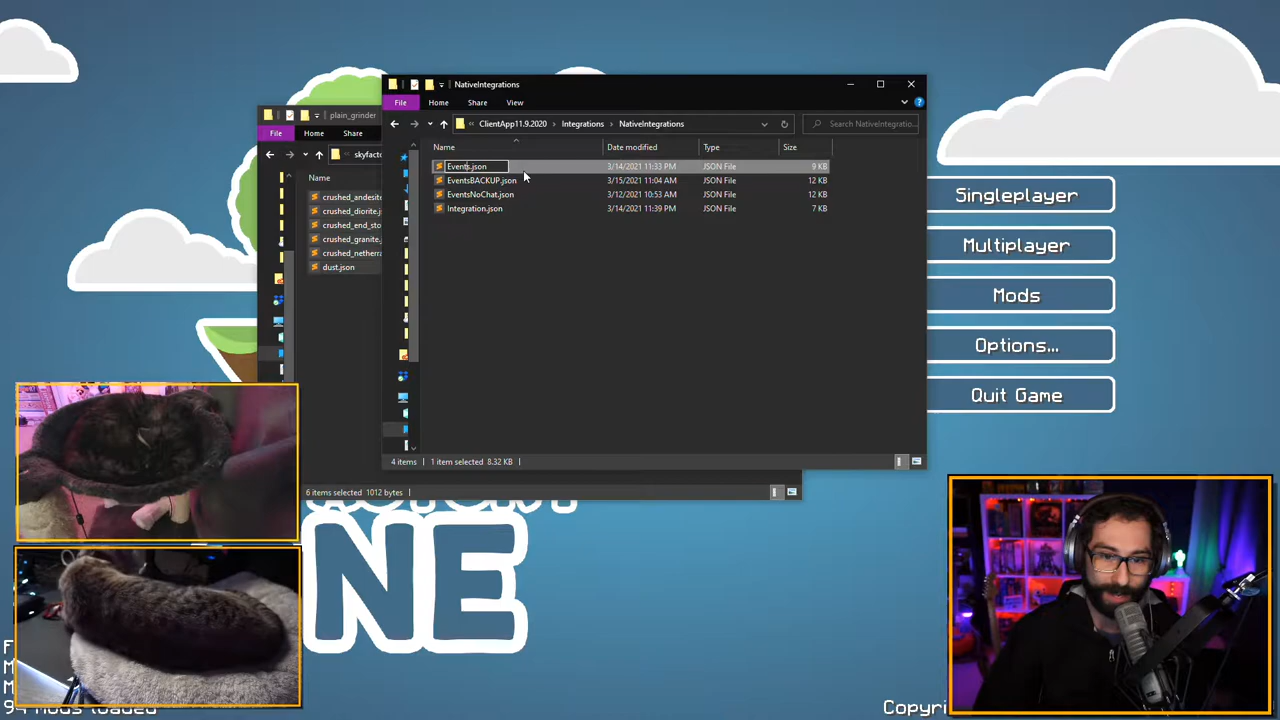 NativeIntegrations
File Home Share View
ClientApp11.9.2020 Integrations NativeIntegrations
Search NativeIntegratio...
Name Date modified Type Size
Events.json 3/14/2021 11:33 PM JSON File 9 KB
EventsBACKUP.json 3/15/2021 11:04 AM JSON File 12 KB
EventsNoChat.json 3/12/2021 10:53 AM JSON File 12 KB
Integration.json 3/14/2021 11:39 PM JSON File 7 KB
4 items 1 item selected 8.32 KB
plain_grinder
File Home Share
skyfacto
Name
crushed_andesite
crushed_diorite.j
crushed_end_sto
crushed_granite.j
crushed_netherra
dust.json
6 items selected 1012 bytes
Singleplayer
Multiplayer
Mods
Options...
Quit Game
NE
F
M
M
94 mods loaded
Copyri